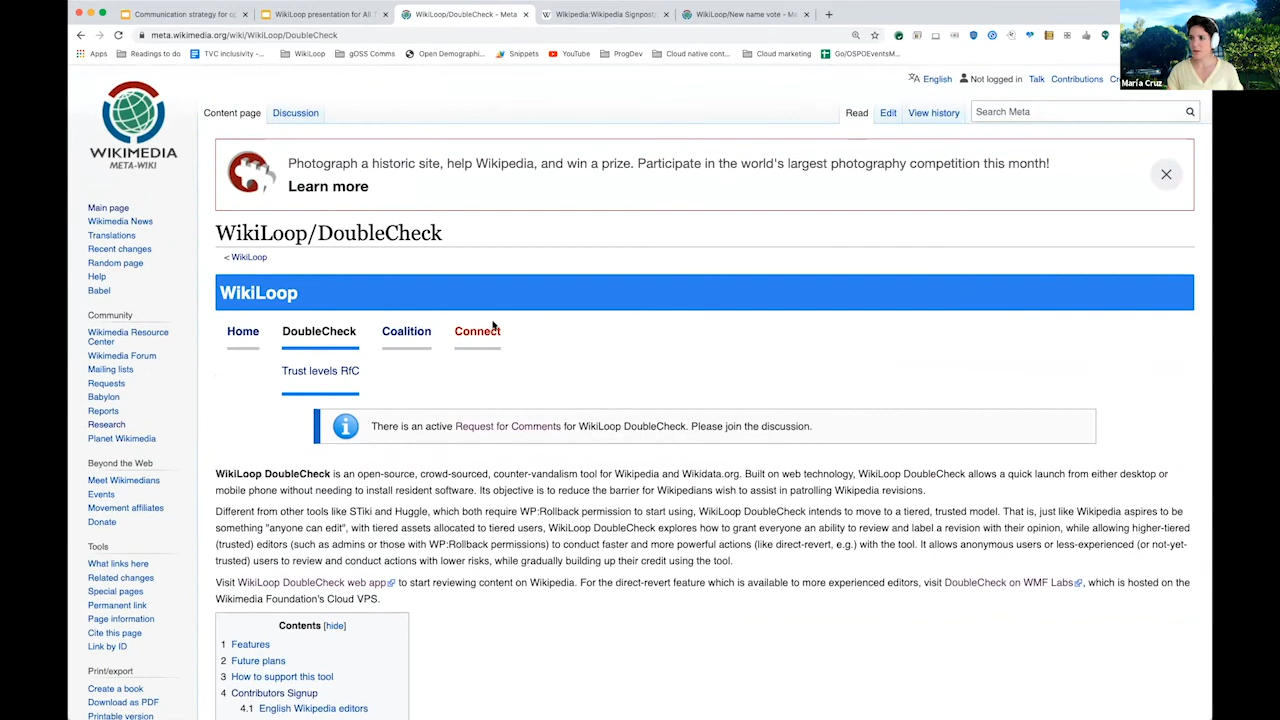 Communication strategy for op
WikiLoop presentation for All T
WikiLoop/DoubleCheck - Meta
Wikipedia:Wikipedia Signpost
WikiLoop/New name vote - Me
meta.wikimedia.org/wiki/WikiLoop/DoubleCheck
Apps
Readings to do
TVC inclusivity -...
WikiLoop
gOSS Comms
Open Demographi...
Snippets
YouTube
ProgDev
Cloud native cont...
Cloud marketing
Go/OSPOEventsM...
María Cruz
English
Not logged in
Talk
Contributions
WIKIMEDIA
META-WIKI
Content page
Discussion
Read
Edit
View history
Search Meta
Photograph a historic site, help Wikipedia, and win a prize. Participate in the world's largest photography competition this month!
Learn more
Main page
Wikimedia News
Translations
Recent changes
Random page
Help
Babel
Community
Wikimedia Resource
Center
Wikimedia Forum
Mailing lists
Requests
Babylon
Reports
Research
Planet Wikimedia
Beyond the Web
Meet Wikimedians
Events
Movement affiliates
Donate
Tools
What links here
Related changes
Special pages
Permanent link
Page information
Cite this page
Link by ID
Print/export
Create a book
Download as PDF
Printable version
WikiLoop/DoubleCheck
< WikiLoop
WikiLoop
Home
DoubleCheck
Coalition
Connect
Trust levels RfC
There is an active Request for Comments for WikiLoop DoubleCheck. Please join the discussion.
WikiLoop DoubleCheck is an open-source, crowd-sourced, counter-vandalism tool for Wikipedia and Wikidata.org. Built on web technology, WikiLoop DoubleCheck allows a quick launch from either desktop or
mobile phone without needing to install resident software. Its objective is to reduce the barrier for Wikipedians wish to assist in patrolling Wikipedia revisions.
Different from other tools like STiki and Huggle, which both require WP:Rollback permission to start using, WikiLoop DoubleCheck intends to move to a tiered, trusted model. That is, just like Wikipedia aspires to be
something "anyone can edit", with tiered assets allocated to tiered users, WikiLoop DoubleCheck explores how to grant everyone an ability to review and label a revision with their opinion, while allowing higher-tiered
(trusted) editors (such as admins or those with WP:Rollback permissions) to conduct faster and more powerful actions (like direct-revert, e.g.) with the tool. It allows anonymous users or less-experienced (or not-yet-
trusted) users to review and conduct actions with lower risks, while gradually building up their credit using the tool.
Visit WikiLoop DoubleCheck web app to start reviewing content on Wikipedia. For the direct-revert feature which is available to more experienced editors, visit DoubleCheck on WMF Labs, which is hosted on the
Wikimedia Foundation's Cloud VPS.
Contents [hide]
1 Features
2 Future plans
3 How to support this tool
4 Contributors Signup
4.1 English Wikipedia editors